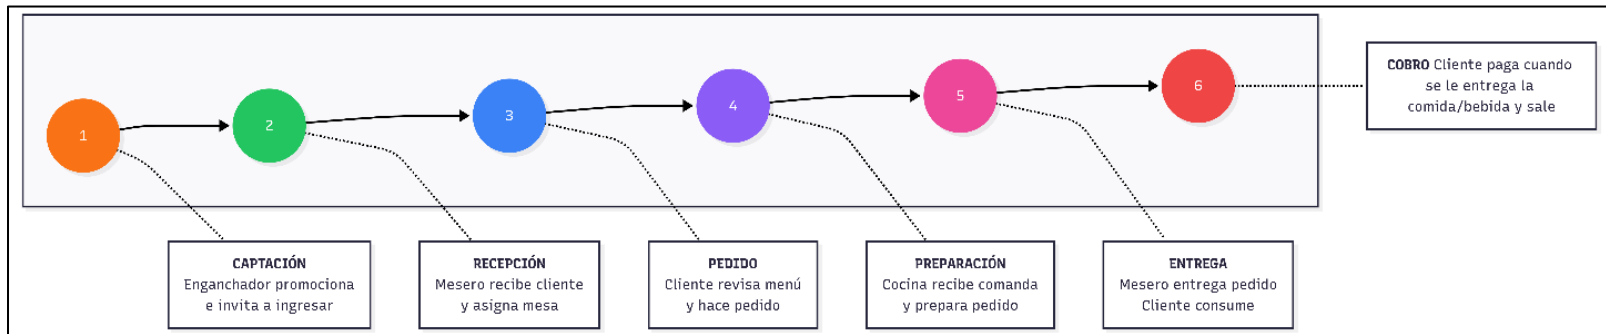 1
2
3
4
5
6
COBRO Cliente paga cuando
se le entrega la
comida/bebida y sale
CAPTACIÓN
Enganchador promociona
e invita a ingresar
RECEPCIÓN
Mesero recibe cliente
y asigna mesa
PEDIDO
Cliente revisa menú
y hace pedido
PREPARACIÓN
Cocina recibe comanda
y prepara pedido
ENTREGA
Mesero entrega pedido
Cliente consume